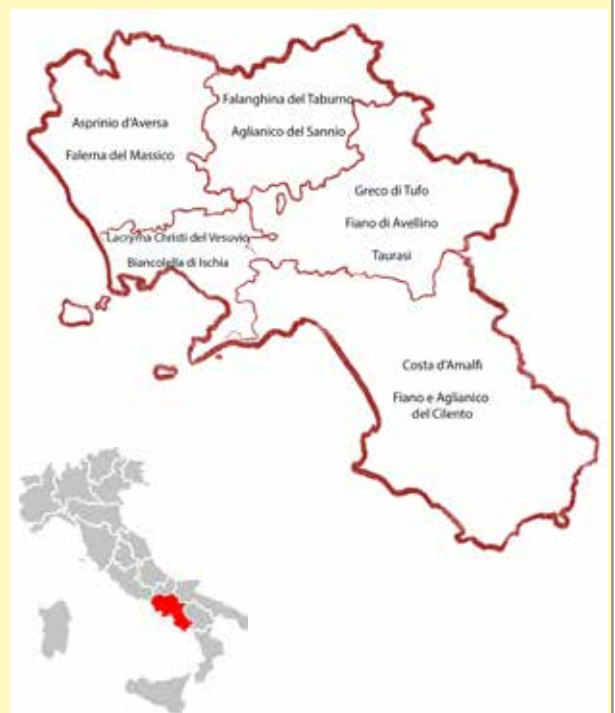 Falanghina del Taburno
Aglianico del Sannio
Asprinio d'Aversa
Falerna del Massico
Greco di Tufo
Fiano di Avellino
Taurasi
Lacryma Christi del Vesuvio
Biancolella di Ischia
Costa d'Amalfi
Fiano e Aglianico
del Cilento